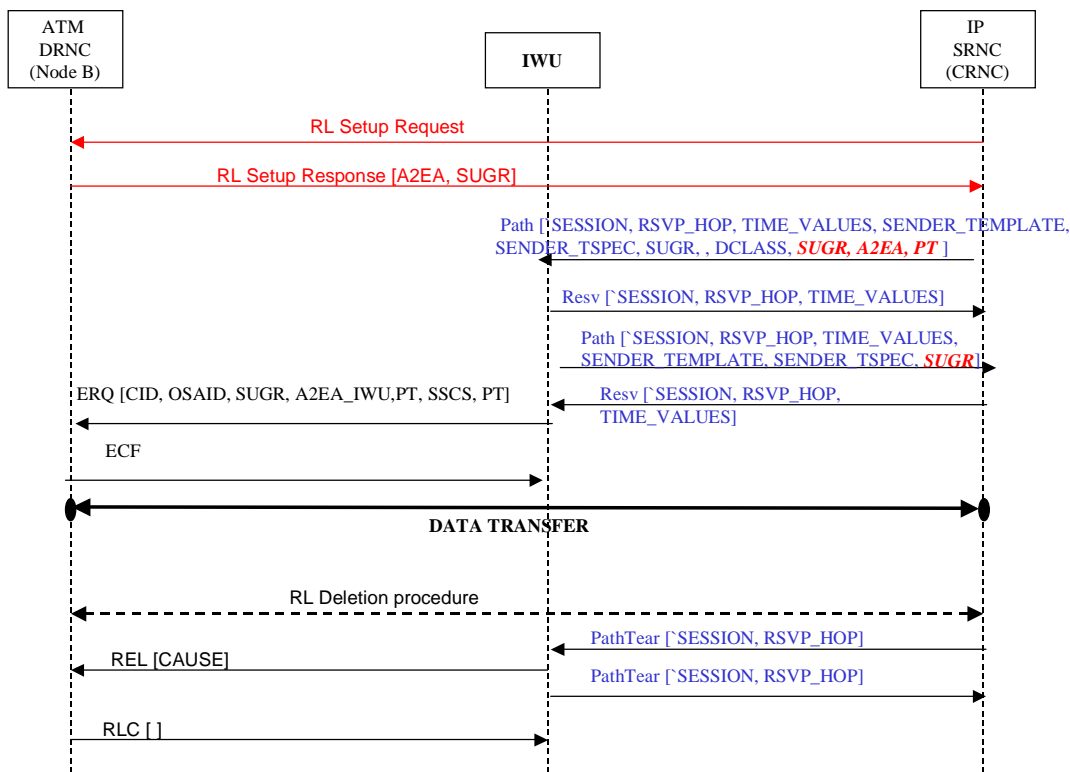 ATM
DRNC
(Node B)
IWU
IP
SRNC
(CRNC)
RL Setup Request
RL Setup Response [A2EA, SUGR]
Path [`SESSION, RSVP_HOP, TIME_VALUES, SENDER_TEMPLATE,
SENDER_TSPEC, SUGR, , DCLASS, SUGR, A2EA, PT ]
Resv [`SESSION, RSVP_HOP, TIME_VALUES]
Path [`SESSION, RSVP_HOP, TIME_VALUES,
SENDER_TEMPLATE, SENDER_TSPEC, SUGR]
ERQ [CID, OSAID, SUGR, A2EA_IWU,PT, SSCS, PT]
Resv [`SESSION, RSVP_HOP,
TIME_VALUES]
ECF
DATA TRANSFER
RL Deletion procedure
PathTear [`SESSION, RSVP_HOP]
REL [CAUSE]
PathTear [`SESSION, RSVP_HOP]
RLC [ ]